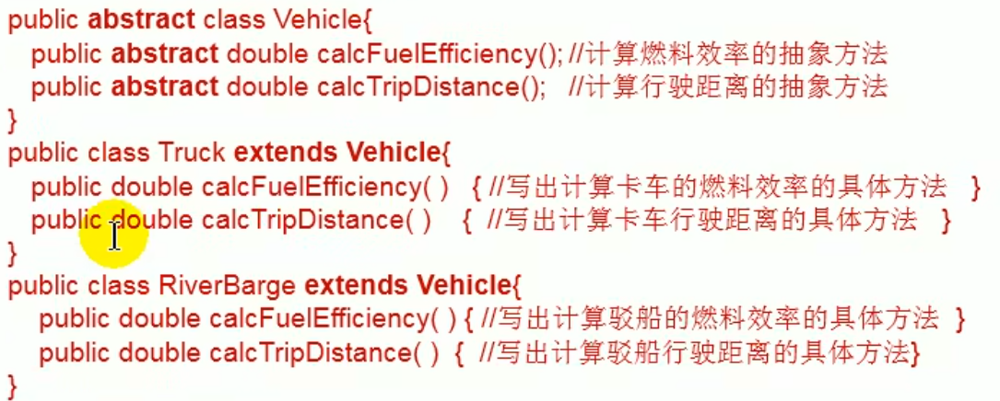 public abstract class Vehicle{
public abstract double calcFuelEfficiency(); //计算燃料效率的抽象方法
public abstract double calcTripDistance(); //计算行驶距离的抽象方法
}
public class Truck extends Vehicle{
public double calcFuelEfficiency( ) { //写出计算卡车的燃料效率的具体方法 }
public double calcTripDistance( ) { //写出计算卡车行驶距离的具体方法 }
}
public class RiverBarge extends Vehicle{
public double calcFuelEfficiency( ) { //写出计算驳船的燃料效率的具体方法 }
public double calcTripDistance( ) { //写出计算驳船行驶距离的具体方法}
}